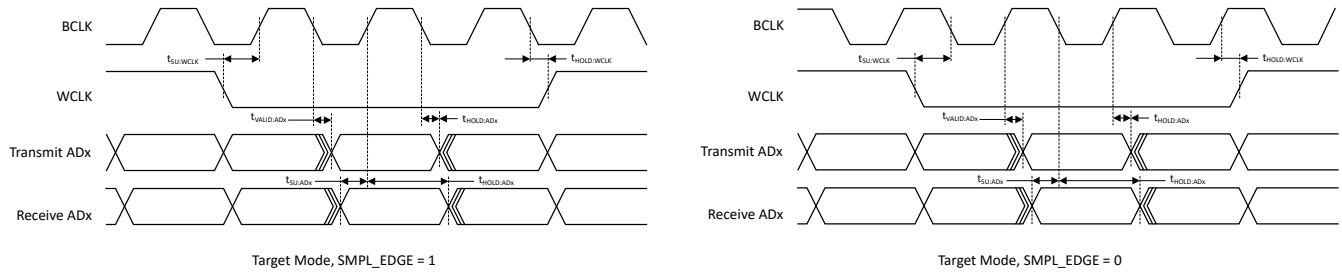 BCLK
t_SU:WCLK
t_HOLD:WCLK
WCLK
t_VALID:ADx
t_HOLD:ADx
Transmit ADx
t_SU:ADx
t_HOLD:ADx
Receive ADx
Target Mode, SMPL_EDGE = 1
BCLK
t_SU:WCLK
t_HOLD:WCLK
WCLK
t_VALID:ADx
t_HOLD:ADx
Transmit ADx
t_SU:ADx
t_HOLD:ADx
Receive ADx
Target Mode, SMPL_EDGE = 0